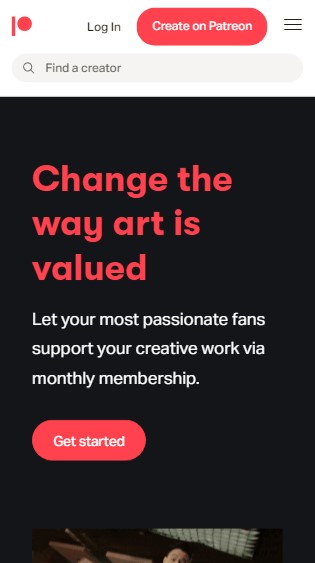 Log In
Create on Patreon
Find a creator
Change the
way art is
valued
Let your most passionate fans
support your creative work via
monthly membership.
Get started